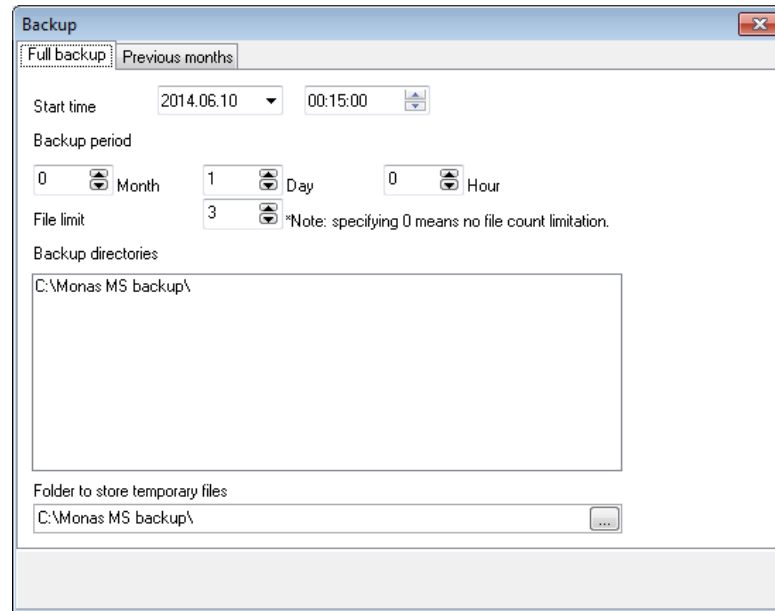 Backup
Full backup Previous months
Start time 2014.06.10 00:15:00
Backup period
0 Month 1 Day 0 Hour
File limit 3 *Note: specifying 0 means no file count limitation.
Backup directories
C:\Monas MS backup\
Folder to store temporary files
C:\Monas MS backup\ ...